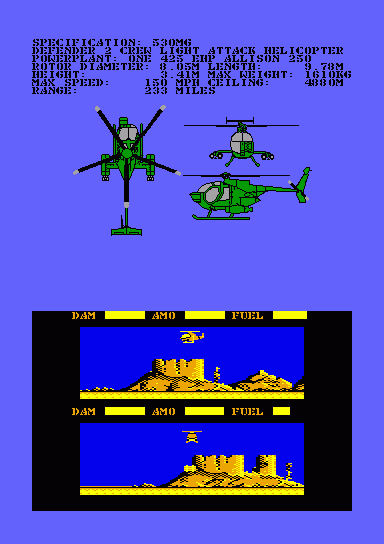 SPECIFICATION: 530MG
DEFENDER 2 CREW LIGHT ATTACK HELICOPTER
POWERPLANT: ONE 425 EHP ALLISON 250
ROTOR DIAMETER: 8.05M LENGTH: 9.78M
HEIGHT: 3.41M MAX WEIGHT: 1610KG
MAX SPEED: 150 MPH CEILING: 4880M
RANGE: 233 MILES
DAM AMO FUEL
DAM AMO FUEL